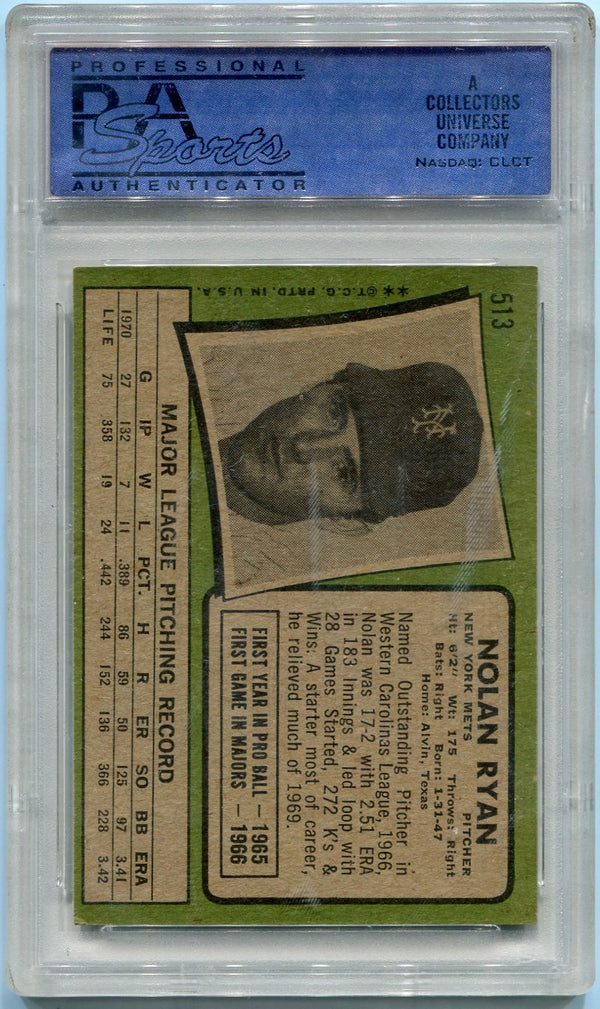 PROFESSIONAL
PSA
Sports
AUTHENTICATOR
A
COLLECTORS
UNIVERSE
COMPANY
NASDAQ: CLCT
513
**©T.C.G. PRTD. IN U.S.A.
NY
NOLAN RYAN
NEW YORK METS PITCHER
Ht: 6'2" Wt: 175 Throws: Right
Bats: Right Born: 1-31-47
Home: Alvin, Texas
Named Outstanding Pitcher in
Western Carolinas League, 1966,
Nolan was 17-2 with 2.51 ERA
in 183 Innings & led loop with
28 Games Started, 272 K's &
Wins: A starter most of career,
he relieved much of 1969.
FIRST YEAR IN PRO BALL — 1965
FIRST GAME IN MAJORS — 1966
MAJOR LEAGUE PITCHING RECORD
G IP W L PCT. H R ER SO BB ERA
1970 27 132 7 11 .389 86 59 50 125 97 3.41
LIFE 75 358 19 24 .442 244 152 136 366 228 3.42